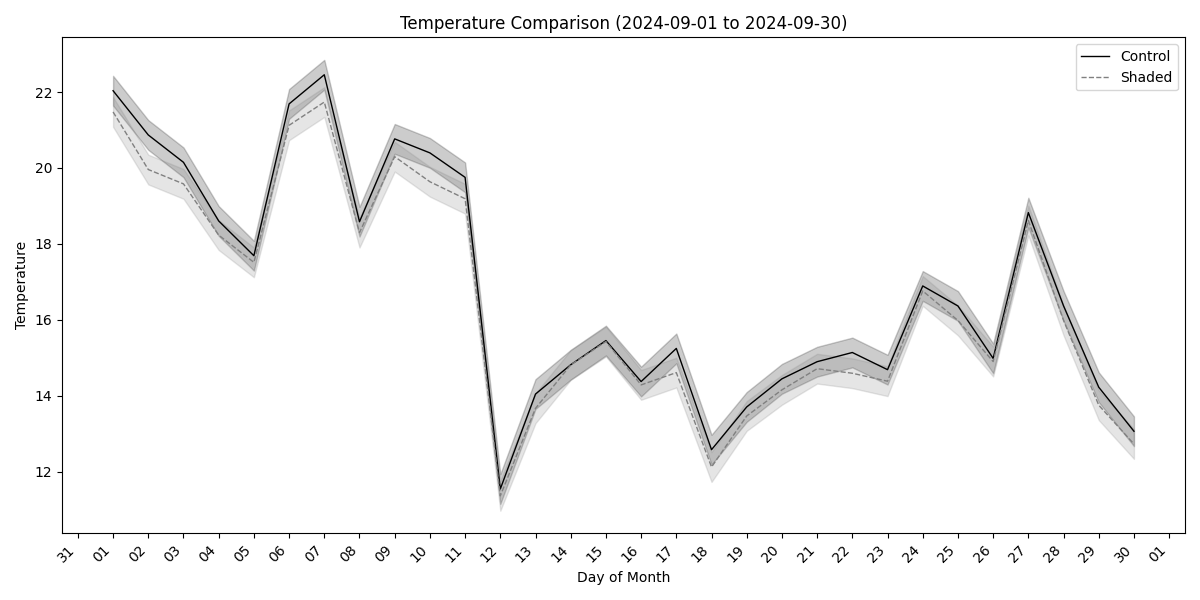 Temperature Comparison (2024-09-01 to 2024-09-30)
Control
Shaded
Temperature
22
20
18
16
14
12
31 01 02 03 04 05 06 07 08 09 10 11 12 13 14 15 16 17 18 19 20 21 22 23 24 25 26 27 28 29 30 01
Day of Month